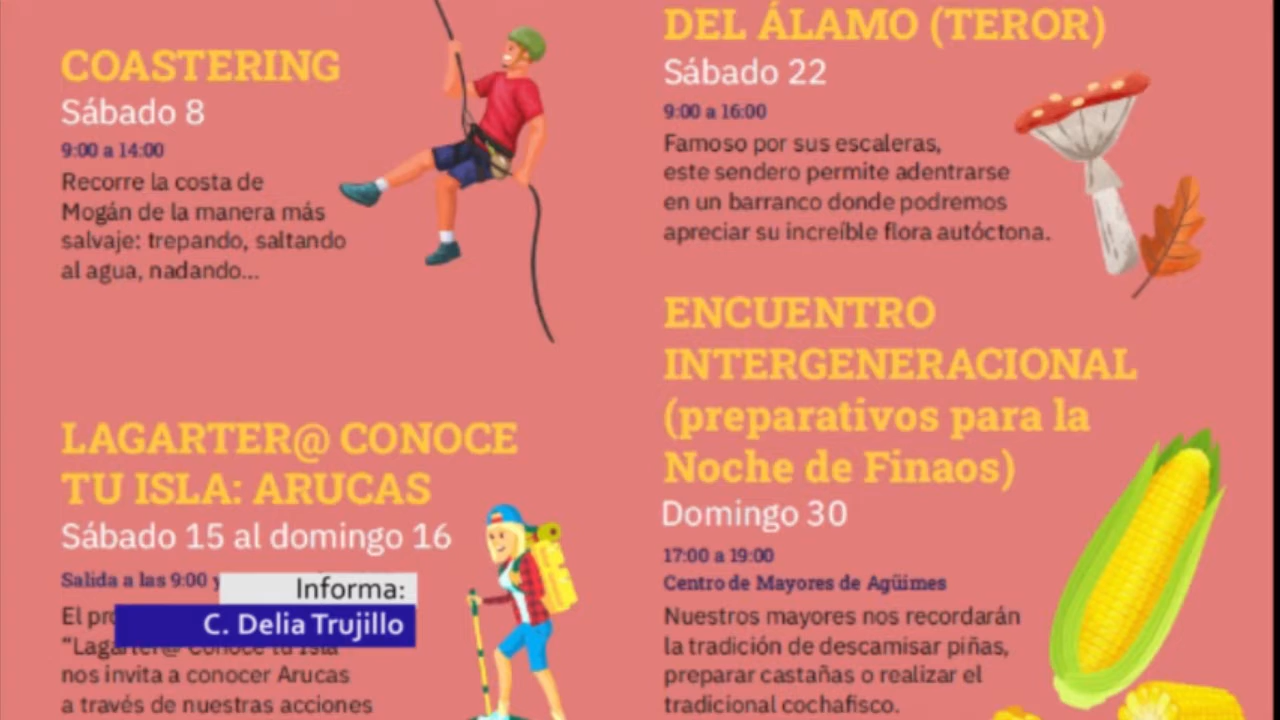 COASTERING
Sábado 8
9:00 a 14:00
Recorre la costa de
Mogán de la manera más
salvaje: trepando, saltando
al agua, nadando...
LAGARTER@ CONOCE
TU ISLA: ARUCAS
Sábado 15 al domingo 16
Salida a las 9:00 y
Informa:
C. Delia Trujillo
El
"Lagarter@ Conoce tu Isla"
nos invita a conocer Arucas
a través de nuestras acciones
DEL ÁLAMO (TEROR)
Sábado 22
9:00 a 16:00
Famoso por sus escaleras,
este sendero permite adentrarse
en un barranco donde podremos
apreciar su increíble flora autóctona.
ENCUENTRO
INTERGENERACIONAL
(preparativos para la
Noche de Finaos)
Domingo 30
17:00 a 19:00
Centro de Mayores de Agüimes
Nuestros mayores nos recordarán
la tradición de descamisar piñas,
preparar castañas o realizar el
tradicional cochafisco.